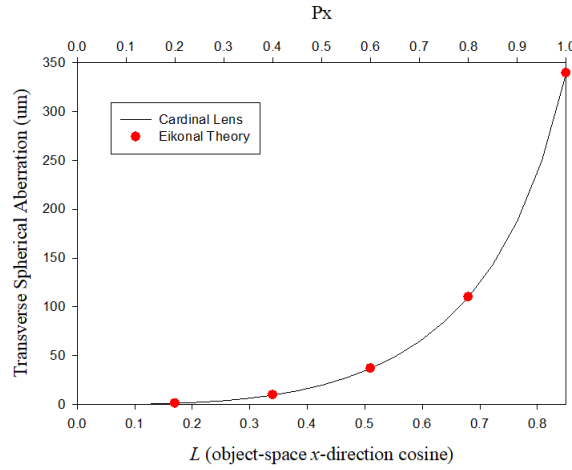 Px
0.0 0.1 0.2 0.3 0.4 0.5 0.6 0.7 0.8 0.9 1.0
Transverse Spherical Aberration (um)
350
300
250
200
150
100
50
0
Cardinal Lens
Eikonal Theory
0.0 0.1 0.2 0.3 0.4 0.5 0.6 0.7 0.8
L (object-space x-direction cosine)